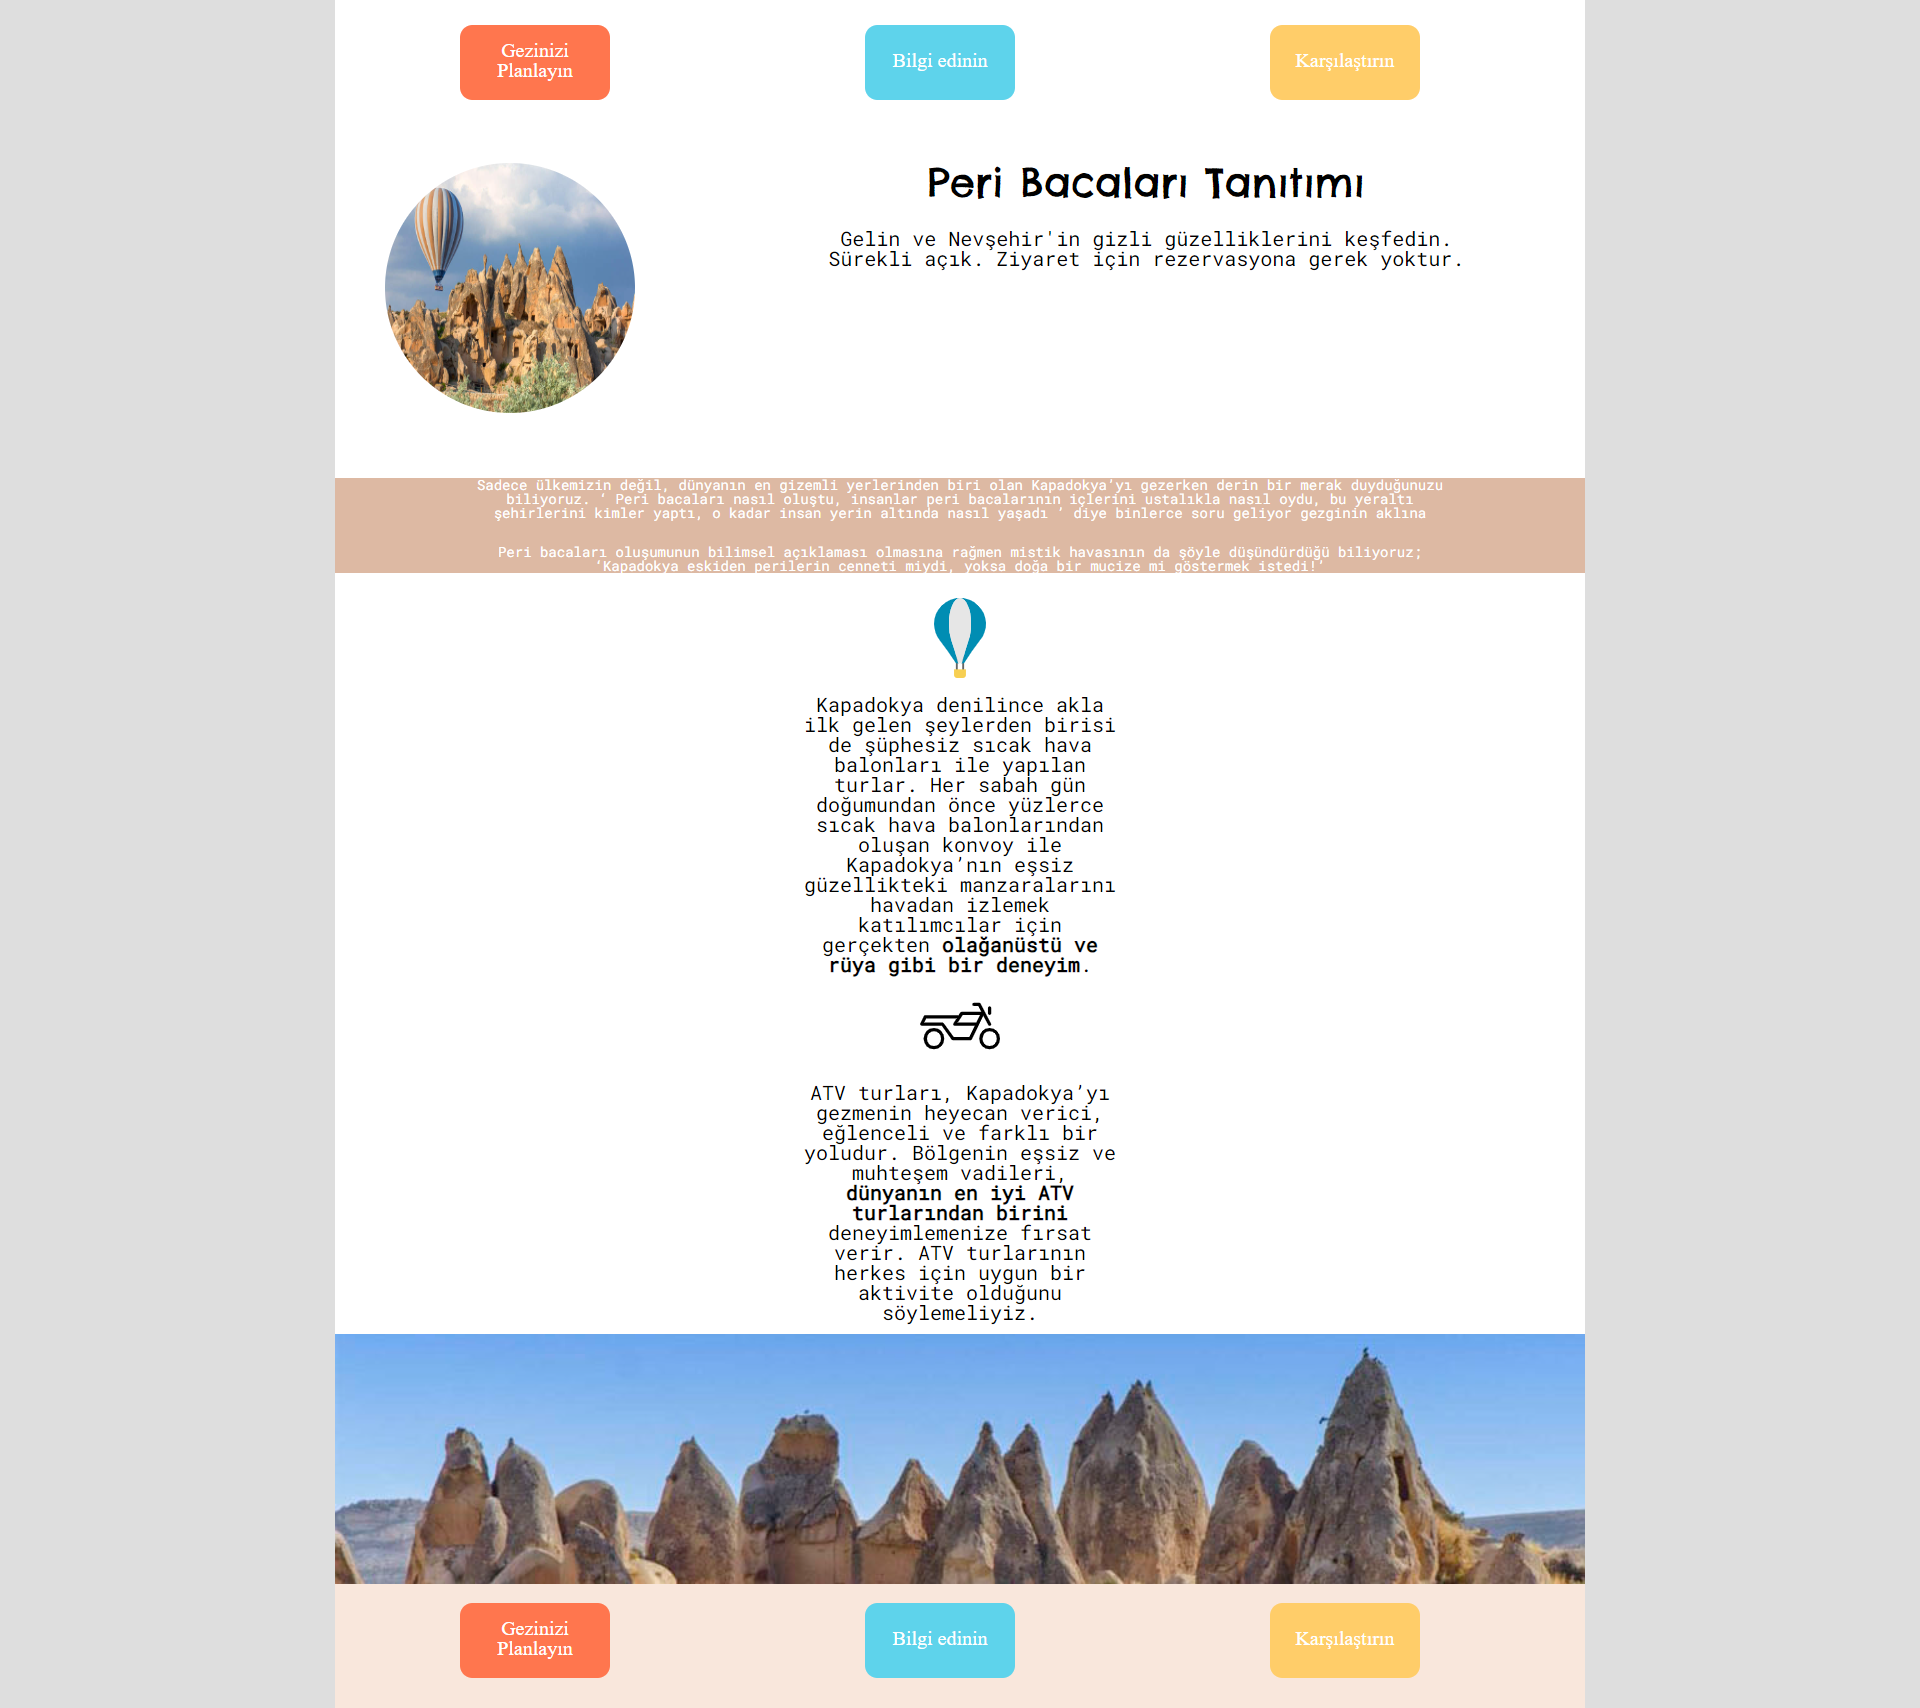 Gezinizi
Planlayın
Bilgi edinin
Karşılaştırın
Peri Bacaları Tanıtımı
Gelin ve Nevşehir'in gizli güzelliklerini keşfedin.
Sürekli açık. Ziyaret için rezervasyona gerek yoktur.
Sadece ülkemizin değil, dünyanın en gizemli yerlerinden biri olan Kapadokya’yı gezerken derin bir merak duyduğunuzu
biliyoruz. ‘ Peri bacaları nasıl oluştu, insanlar peri bacalarının içlerini ustalıkla nasıl oydu, bu yeraltı
şehirlerini kimler yaptı, o kadar insan yerin altında nasıl yaşadı ‘ diye binlerce soru geliyor gezginin aklına
Peri bacaları oluşumunun bilimsel açıklaması olmasına rağmen mistik havasının da şöyle düşündürdüğü biliyoruz;
‘Kapadokya eskiden perilerin cenneti miydi, yoksa doğa bir mucize mi göstermek istedi!’
Kapadokya denilince akla
ilk gelen şeylerden birisi
de şüphesiz sıcak hava
balonları ile yapılan
turlar. Her sabah gün
doğumundan önce yüzlerce
sıcak hava balonlarından
oluşan konvoy ile
Kapadokya’nın eşsiz
güzellikteki manzaralarını
havadan izlemek
katılımcılar için
gerçekten olağanüstü ve
rüya gibi bir deneyim.
ATV turları, Kapadokya’yı
gezmenin heyecan verici,
eğlenceli ve farklı bir
yoludur. Bölgenin eşsiz ve
muhteşem vadileri,
dünyanın en iyi ATV
turlarından birini
deneyimlemenize fırsat
verir. ATV turlarının
herkes için uygun bir
aktivite olduğunu
söylemeliyiz.
Gezinizi
Planlayın
Bilgi edinin
Karşılaştırın